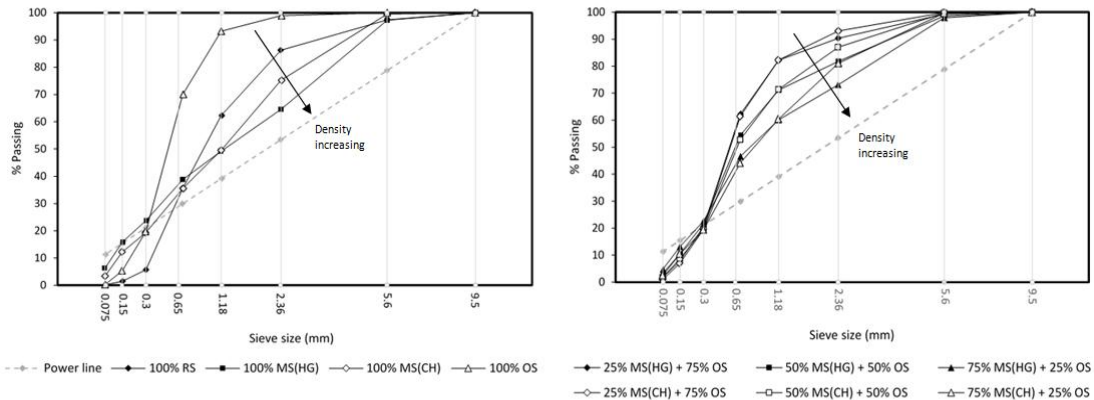 100
90
80
70
60
50
40
30
20
10
0
% Passing
0.075
0.15
0.3
0.65
1.18
2.36
5.6
9.5
Sieve size (mm)
Density
increasing
Power line
100% RS
100% MS(HG)
100% MS(CH)
100% OS
100
90
80
70
60
50
40
30
20
10
0
% Passing
0.075
0.15
0.3
0.65
1.18
2.36
5.6
9.5
Sieve size (mm)
Density
increasing
25% MS(HG) + 75% OS
50% MS(HG) + 50% OS
75% MS(HG) + 25% OS
25% MS(CH) + 75% OS
50% MS(CH) + 50% OS
75% MS(CH) + 25% OS